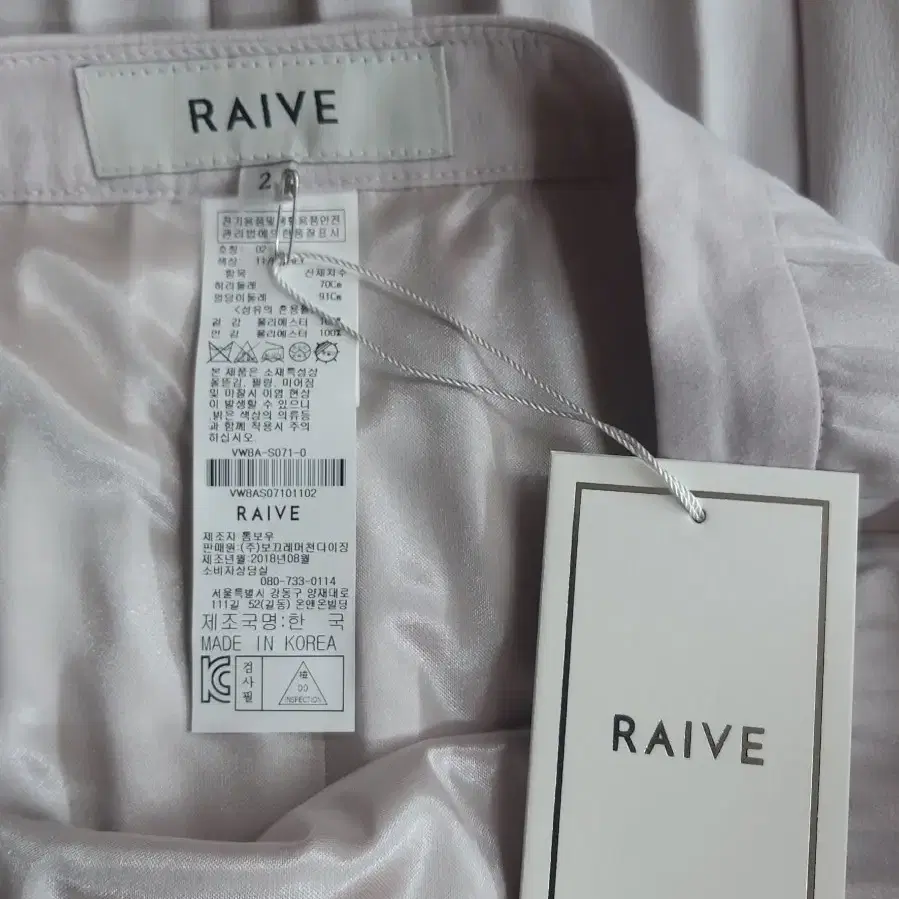 RAIVE
2
전기용품및생활용품안전
관리법에의한품질표시
호칭: 02
색상:
항목 신체치수
허리둘레 70Cm
엉덩이둘레 91Cm
<섬유의 혼용률>
겉 감 폴리에스터 100%
안 감 폴리에스터 100%
본 제품은 소재특성상
올뜯김, 필링, 미어짐
및 마찰시 이염 현상
이 발생할 수 있으니
밝은 색상의 의류등
과 함께 착용시 주의
하십시오.
VW8A-S071-0
VW8AS07101102
RAIVE
제조자 톰보우
판매원:(주)보끄레머천다이징
제조년월:2018년08월
소비자상담실
080-733-0114
서울특별시 강동구 양재대로
111길 52(길동) 온앤온빌딩
제조국명:한 국
MADE IN KOREA
검
사
필
DO
INSPECTION
RAIVE